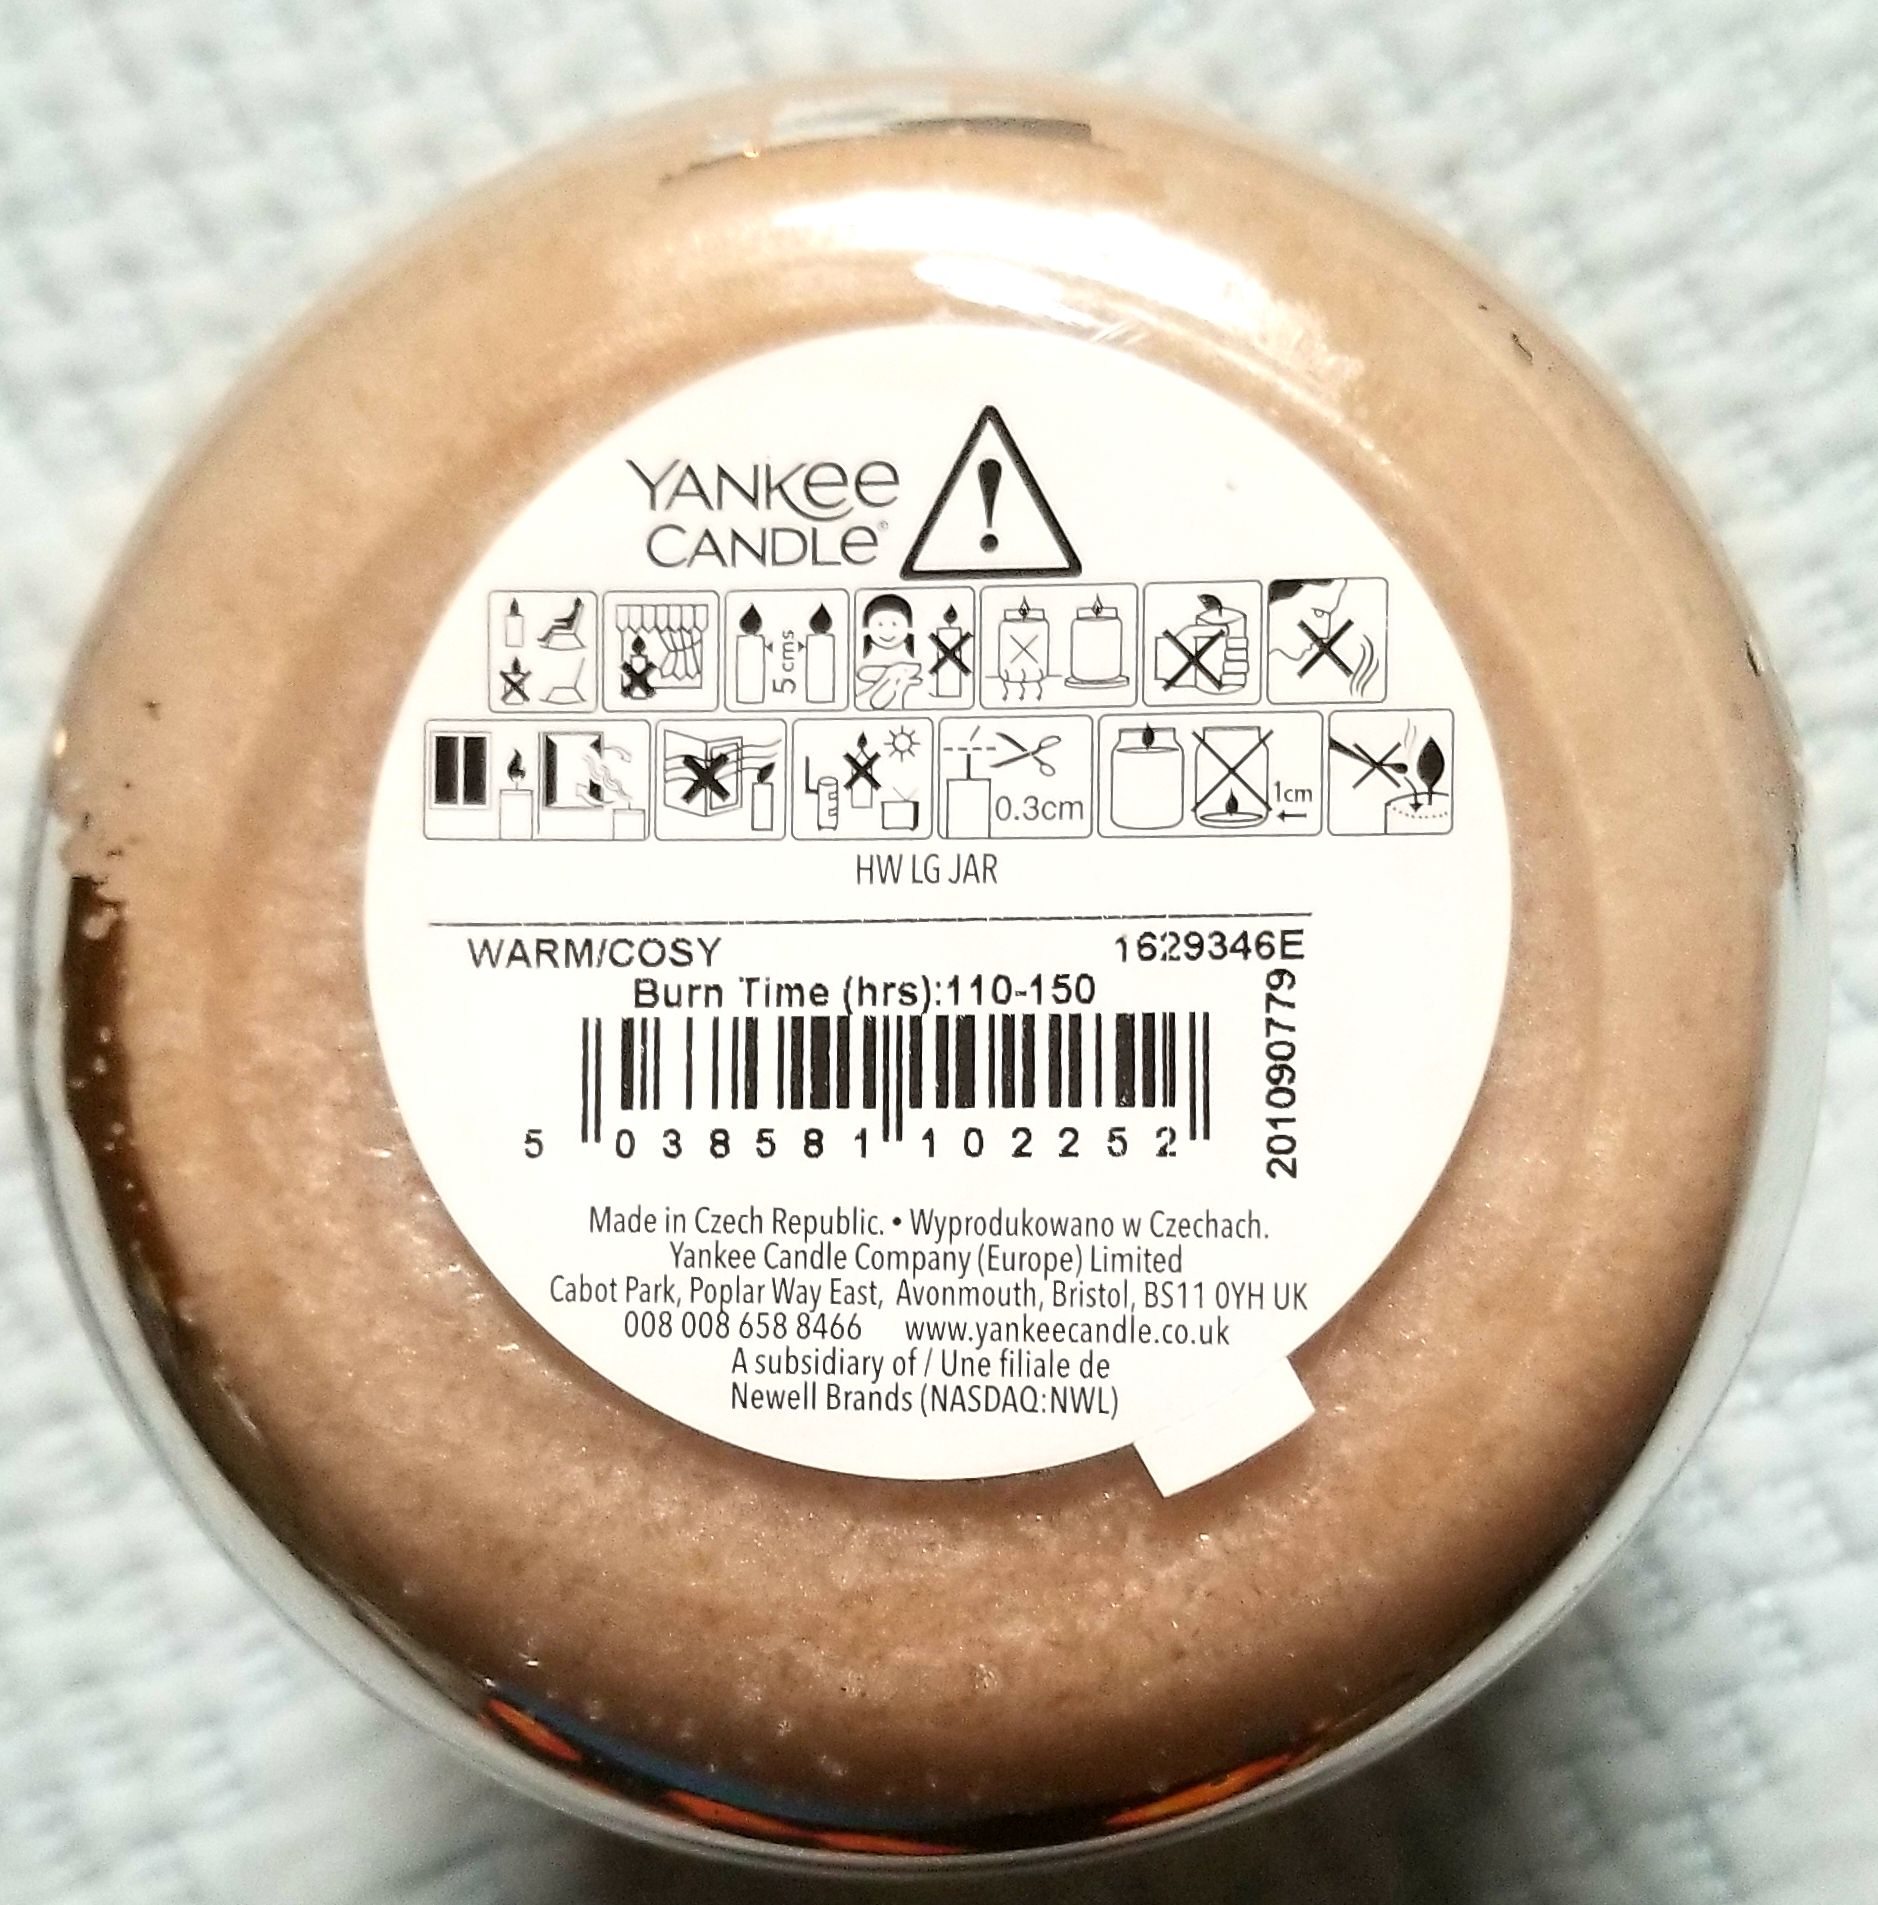 YANKee
CANDLe®
5 cms
0.3cm
1cm
HW LG JAR
WARM/COSY 1629346E
Burn Time (hrs):110-150
201090779
5 038581 102252
Made in Czech Republic. • Wyprodukowano w Czechach.
Yankee Candle Company (Europe) Limited
Cabot Park, Poplar Way East, Avonmouth, Bristol, BS11 0YH UK
008 008 658 8466 www.yankeecandle.co.uk
A subsidiary of / Une filiale de
Newell Brands (NASDAQ:NWL)